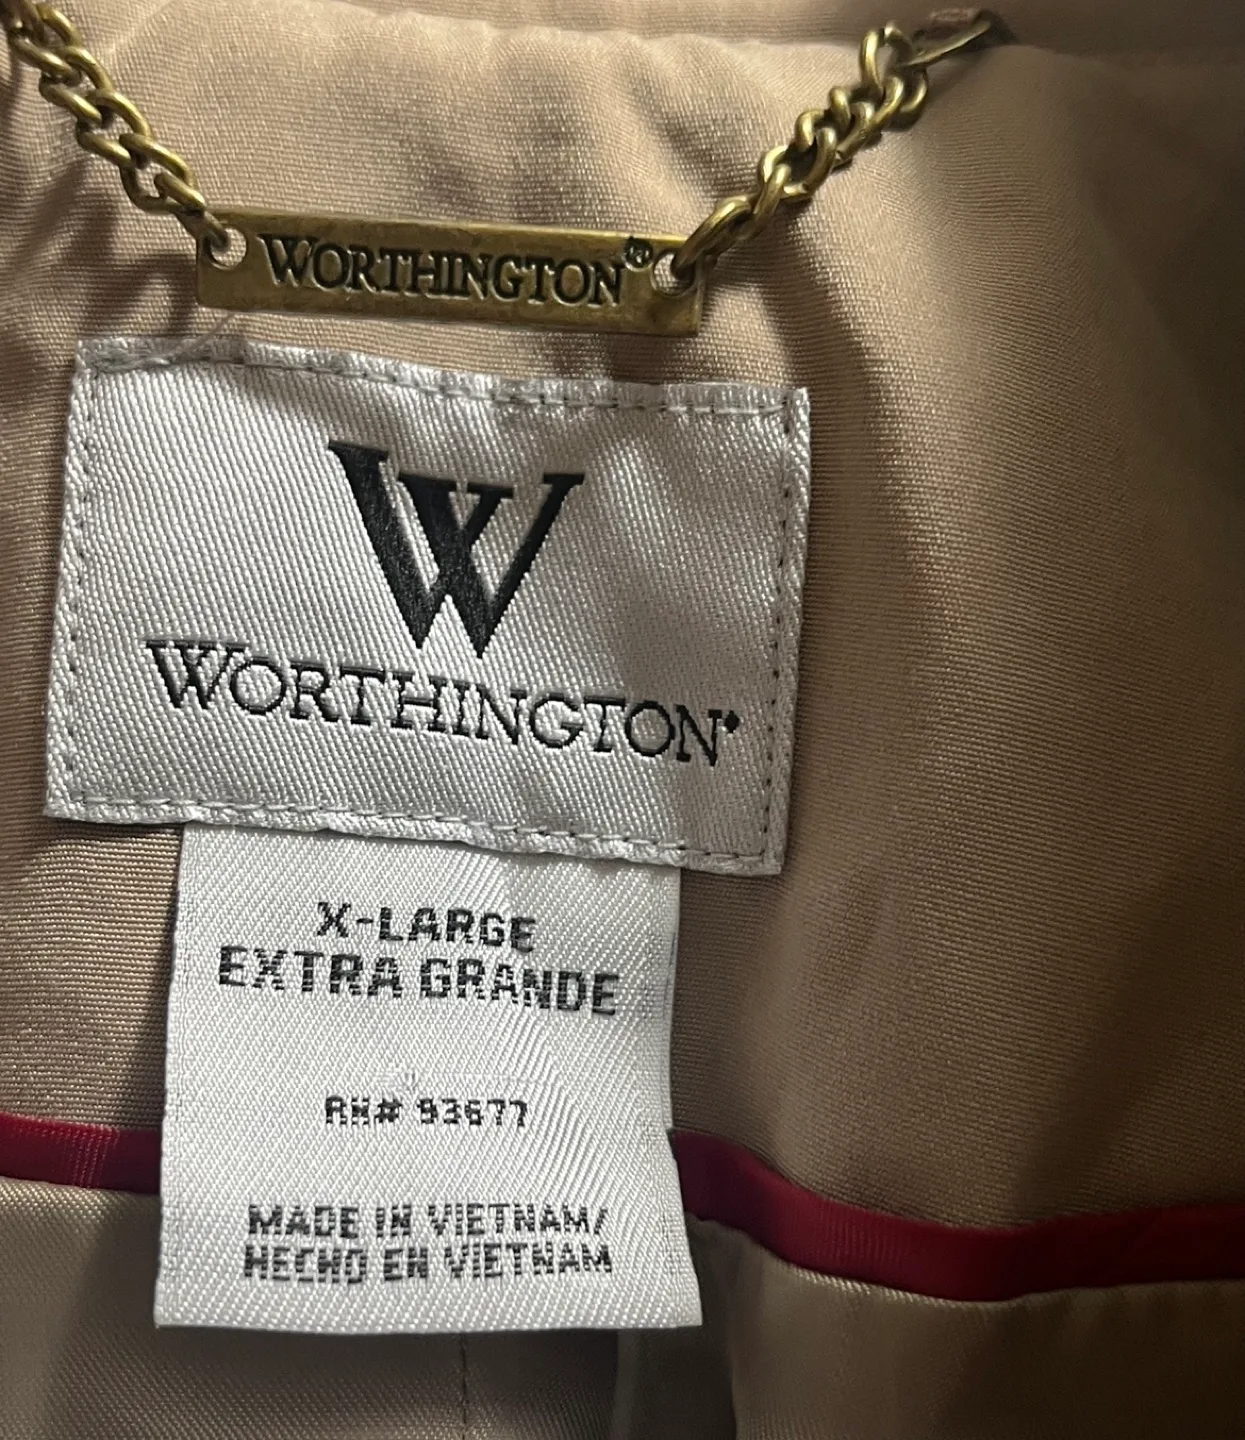 WORTHINGTON®
W
WORTHINGTON®
X-LARGE
EXTRA GRANDE
RN# 93677
MADE IN VIETNAM/
HECHO EN VIETNAM